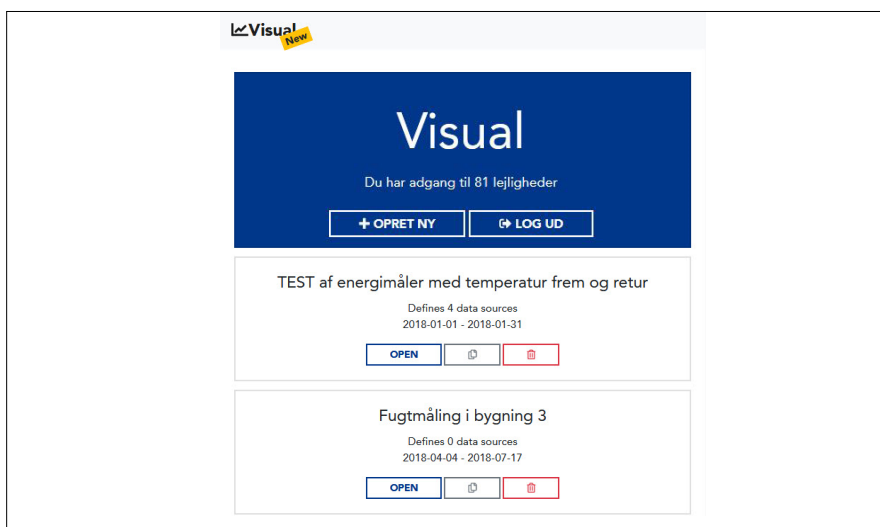 Visual
New
Visual
Du har adgang til 81 lejligheder
OPRET NY
LOG UD
TEST af energimåler med temperatur frem og retur
Defines 4 data sources
2018-01-01 - 2018-01-31
OPEN
Fugtmåling i bygning 3
Defines 0 data sources
2018-04-04 - 2018-07-17
OPEN